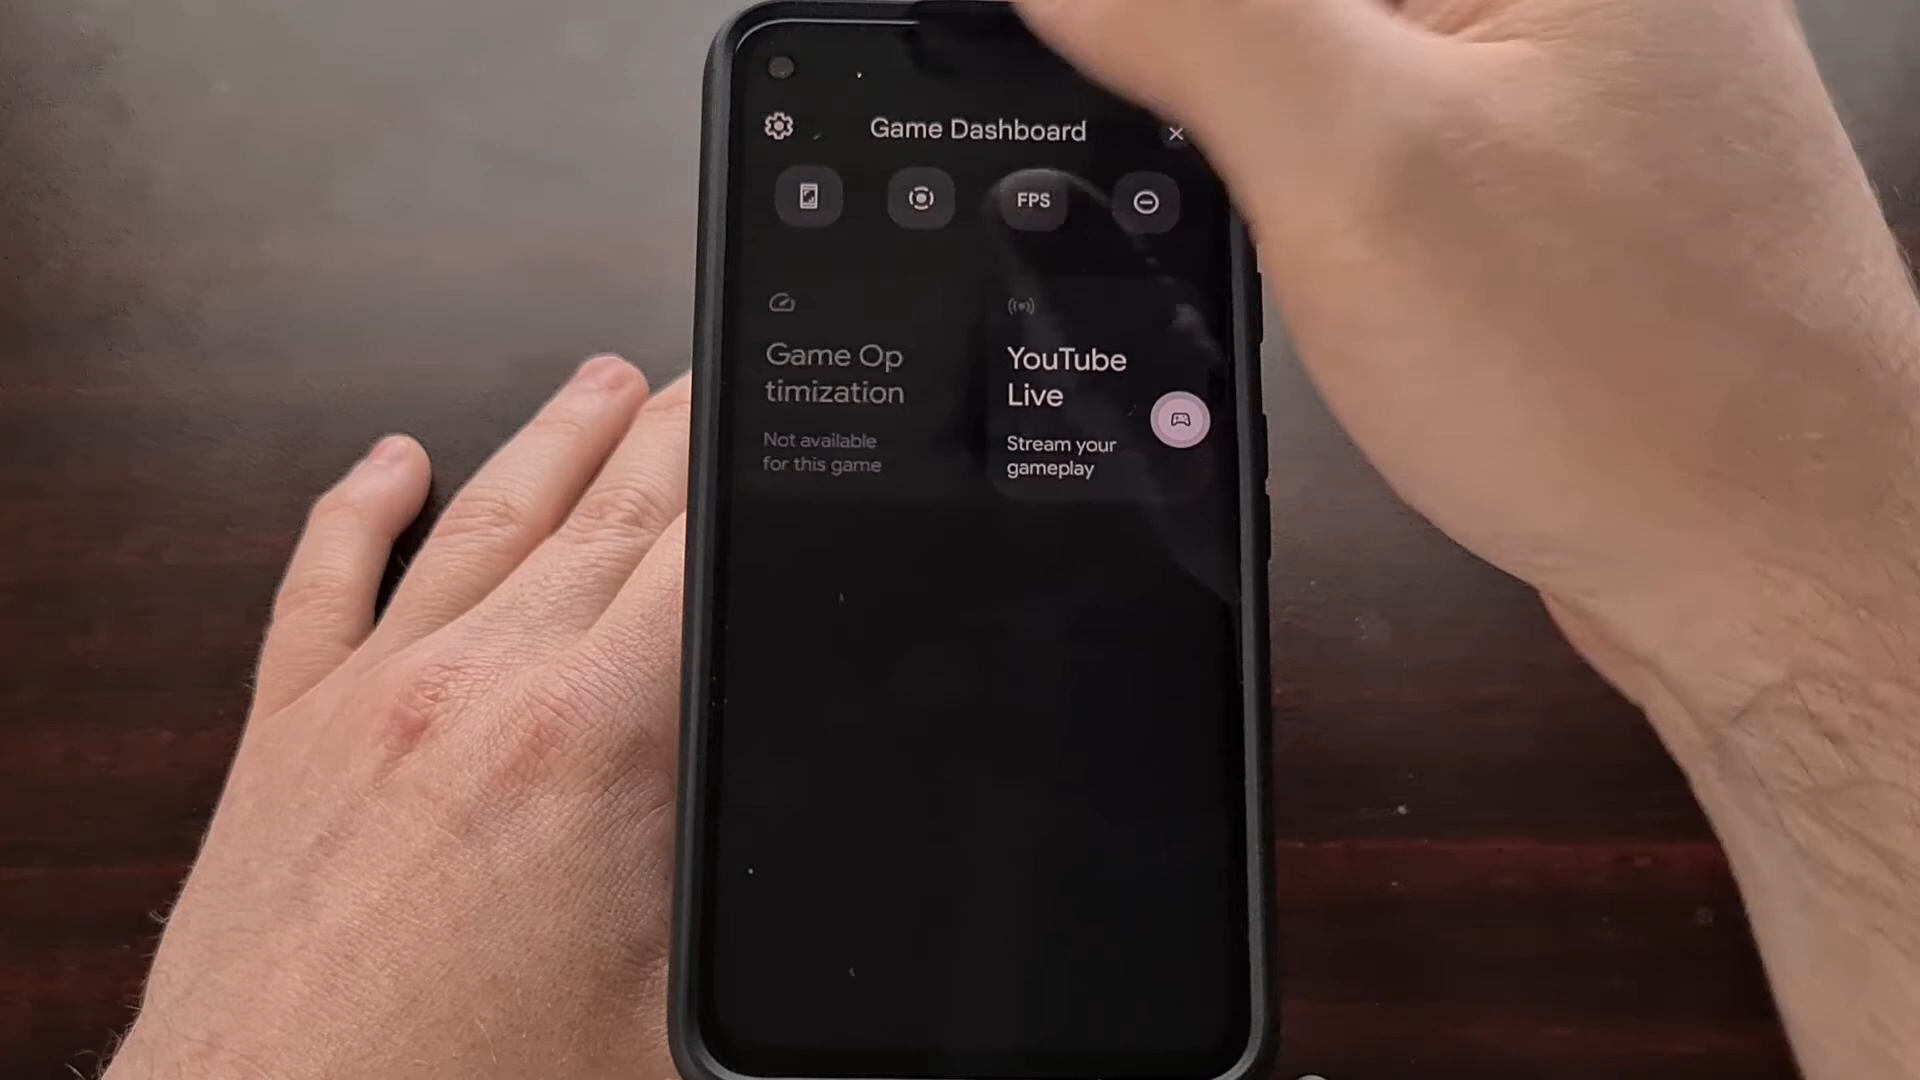 Game Dashboard
FPS
Game Op
timization
Not available
for this game
YouTube
Live
Stream your
gameplay